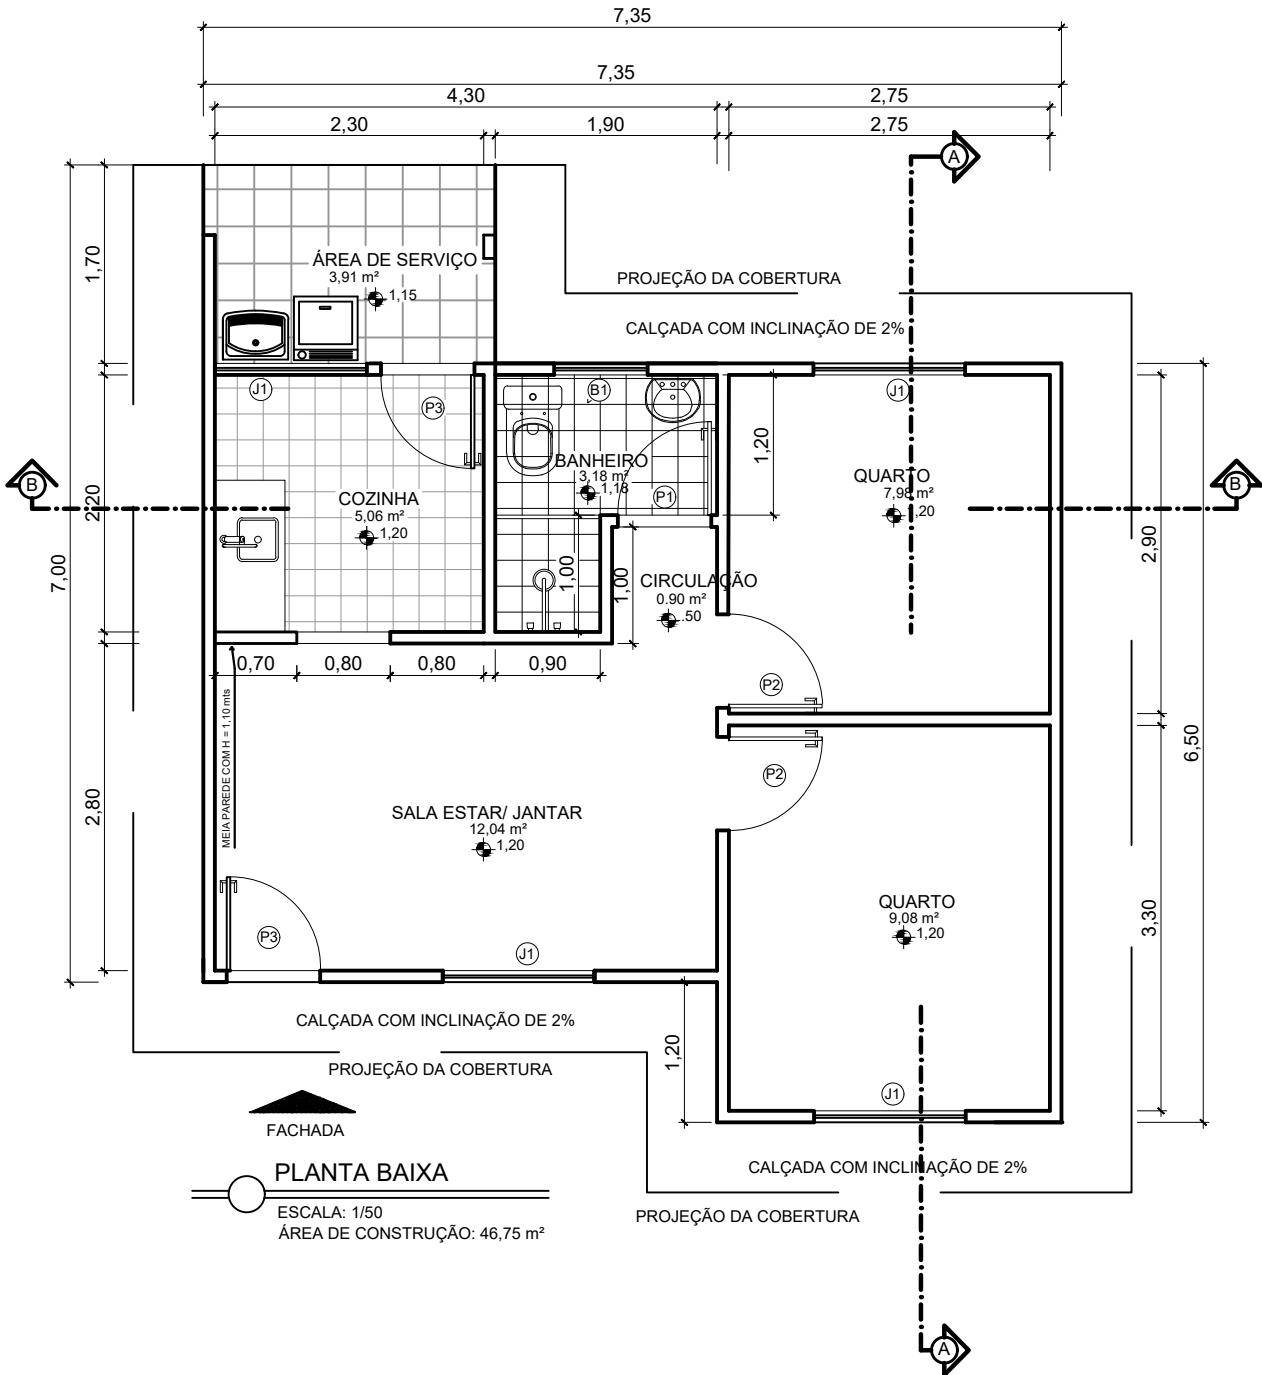 7,35
7,35
4,30
2,75
2,30
1,90
2,75
A
1,70
ÁREA DE SERVIÇO
3,91 m²
1,15
PROJEÇÃO DA COBERTURA
CALÇADA COM INCLINAÇÃO DE 2%
J1
P3
B1
J1
1,20
BANHEIRO
3,18 m²
1,18
P1
QUARTO
7,98 m²
1,20
B
B
2,20
COZINHA
5,06 m²
1,20
2,90
7,00
1,00
1,00
CIRCULAÇÃO
0.90 m²
.50
0,70
0,80
0,80
0,90
P2
MEIA PAREDE COM H = 1,10 mts
6,50
P2
2,80
SALA ESTAR/ JANTAR
12,04 m²
1,20
QUARTO
9,08 m²
1,20
3,30
P3
J1
CALÇADA COM INCLINAÇÃO DE 2%
1,20
PROJEÇÃO DA COBERTURA
J1
FACHADA
PLANTA BAIXA
CALÇADA COM INCLINAÇÃO DE 2%
ESCALA: 1/50
PROJEÇÃO DA COBERTURA
ÁREA DE CONSTRUÇÃO: 46,75 m²
A